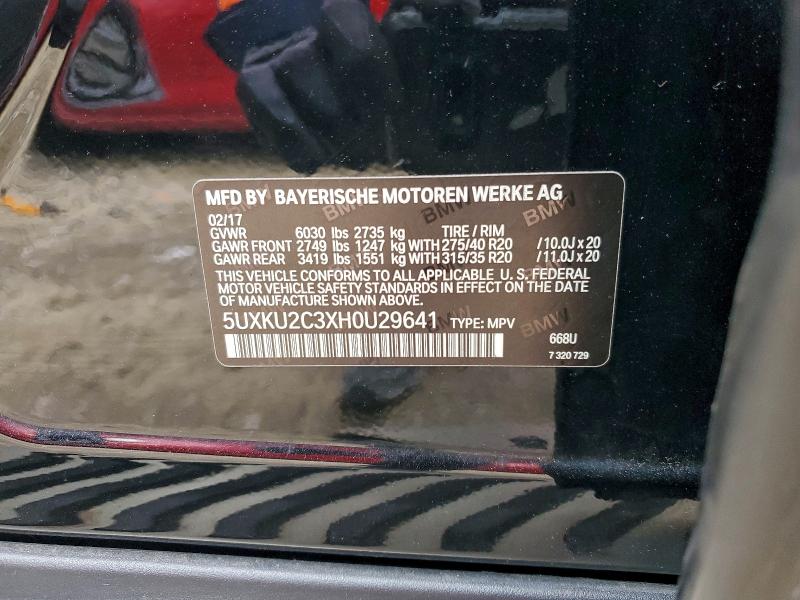 MFD BY BAYERISCHE MOTOREN WERKE AG
02/17
GVWR 6030 lbs 2735 kg TIRE / RIM
GAWR FRONT 2749 lbs 1247 kg WITH 275/40 R20 / 10.0J x 20
GAWR REAR 3419 lbs 1551 kg WITH 315/35 R20 / 11.0J x 20
THIS VEHICLE CONFORMS TO ALL APPLICABLE U. S. FEDERAL
MOTOR VEHICLE SAFETY STANDARDS IN EFFECT ON THE
DATE OF MANUFACTURE SHOWN ABOVE.
5UXKU2C3XH0U29641 TYPE: MPV
668U
7 320 729